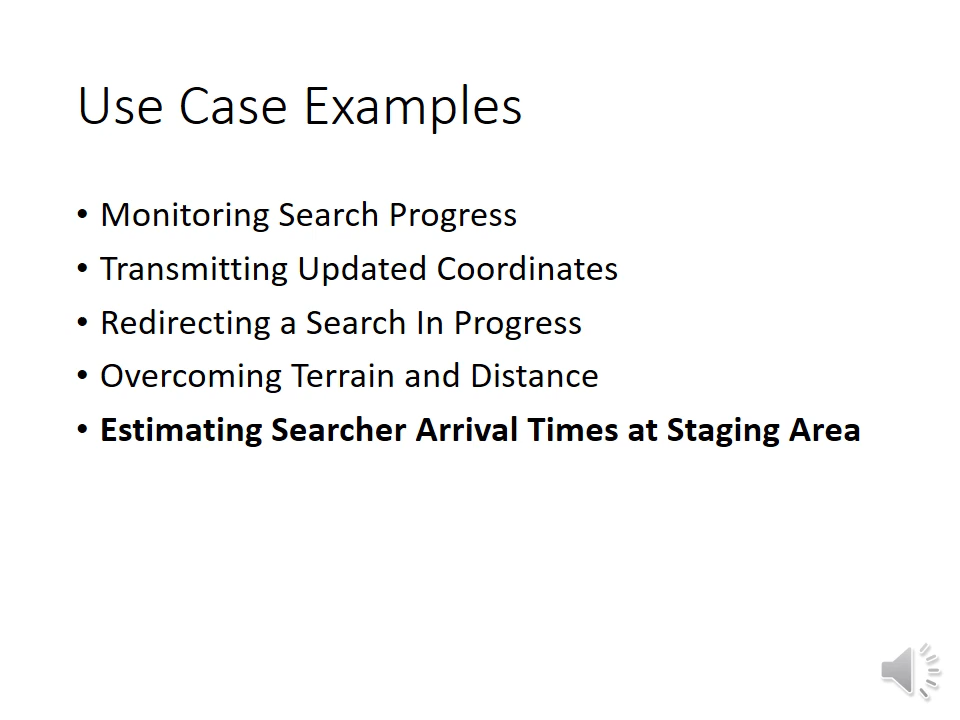 Use Case Examples
• Monitoring Search Progress
• Transmitting Updated Coordinates
• Redirecting a Search In Progress
• Overcoming Terrain and Distance
• Estimating Searcher Arrival Times at Staging Area